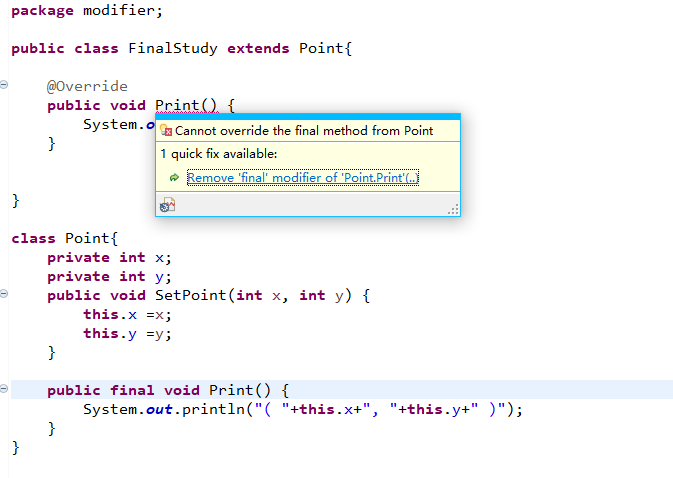 package modifier;
public class FinalStudy extends Point{
@Override
public void Print() {
System.o
Cannot override the final method from Point
}
1 quick fix available:
Remove 'final' modifier of 'Point.Print'(..)
}
class Point{
private int x;
private int y;
public void SetPoint(int x, int y) {
this.x =x;
this.y =y;
}
public final void Print() {
System.out.println("( "+this.x+", "+this.y+" )");
}
}